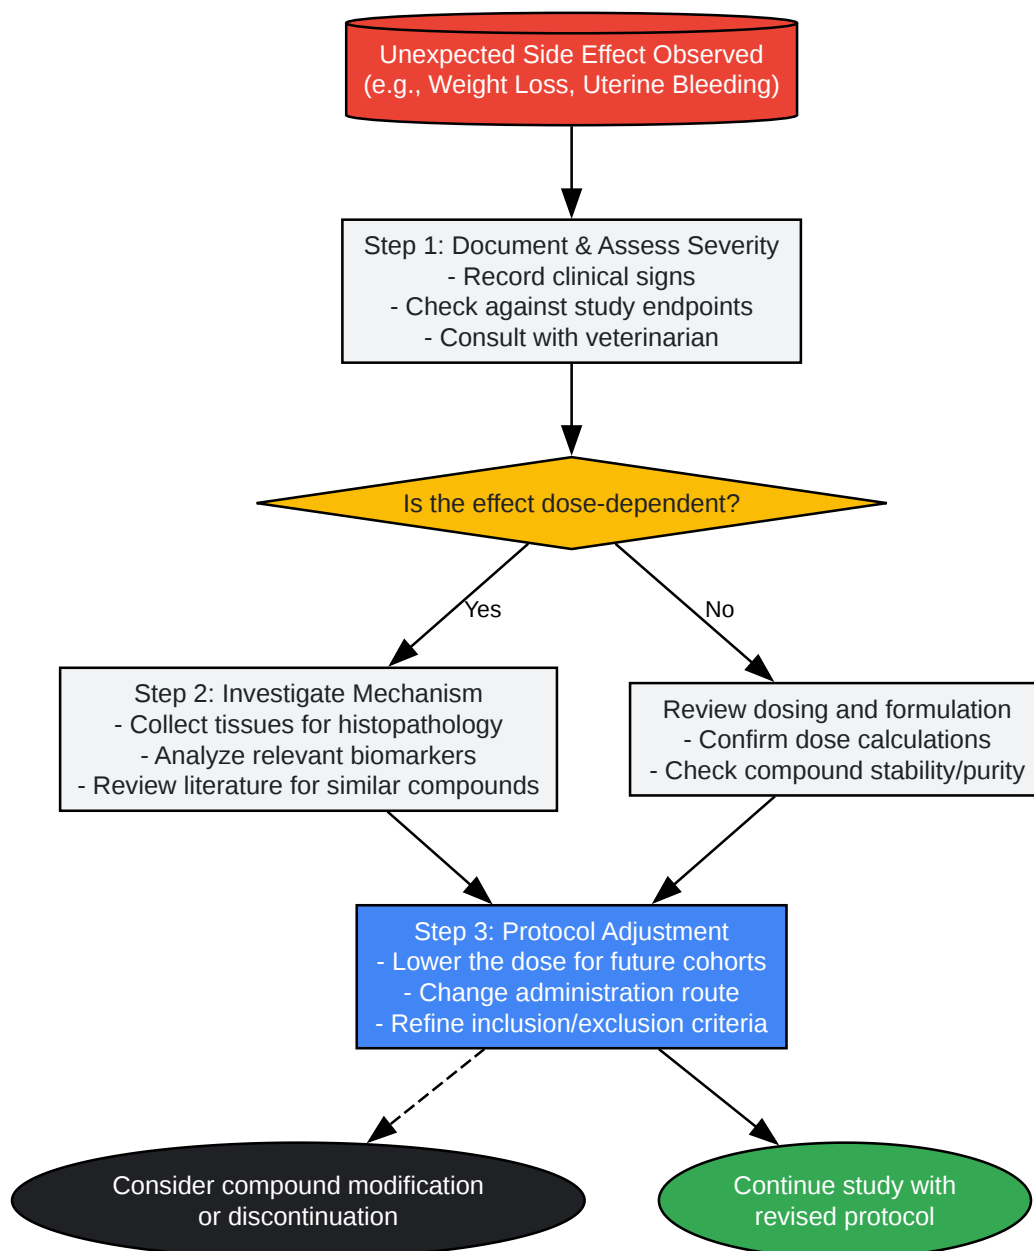 Unexpected Side Effect Observed
(e.g., Weight Loss, Uterine Bleeding)
Step 1: Document & Assess Severity
- Record clinical signs
- Check against study endpoints
- Consult with veterinarian
Is the effect dose-dependent?
Yes
No
Step 2: Investigate Mechanism
- Collect tissues for histopathology
- Analyze relevant biomarkers
- Review literature for similar compounds
Review dosing and formulation
- Confirm dose calculations
- Check compound stability/purity
Step 3: Protocol Adjustment
- Lower the dose for future cohorts
- Change administration route
- Refine inclusion/exclusion criteria
Consider compound modification
or discontinuation
Continue study with
revised protocol